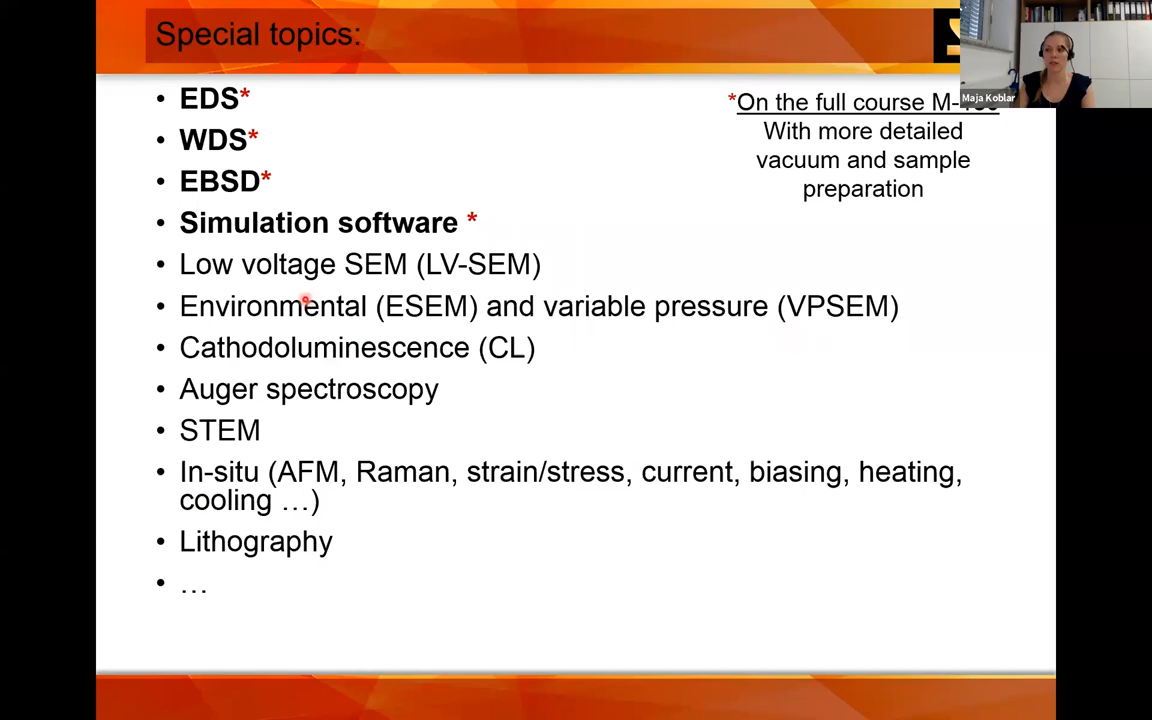 Special topics:
Maja Koblar
• EDS*
• WDS*
• EBSD*
• Simulation software *
• Low voltage SEM (LV-SEM)
• Environmental (ESEM) and variable pressure (VPSEM)
• Cathodoluminescence (CL)
• Auger spectroscopy
• STEM
• In-situ (AFM, Raman, strain/stress, current, biasing, heating,
cooling …)
• Lithography
• …
*On the full course
With more detailed
vacuum and sample
preparation